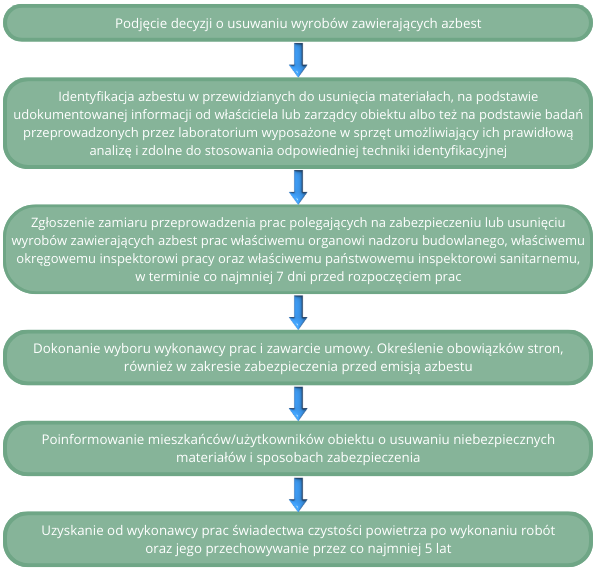 Podjęcie decyzji o usuwaniu wyrobów zawierających azbest
Identyfikacja azbestu w przewidzianych do usunięcia materiałach, na podstawie
udokumentowanej informacji od właściciela lub zarządcy obiektu albo też na podstawie badań
przeprowadzonych przez laboratorium wyposażone w sprzęt umożliwiający ich prawidłową
analizę i zdolne do stosowania odpowiedniej techniki identyfikacyjnej
Zgłoszenie zamiaru przeprowadzenia prac polegających na zabezpieczeniu lub usunięciu
wyrobów zawierających azbest prac właściwemu organowi nadzoru budowlanego, właściwemu
okręgowemu inspektorowi pracy oraz właściwemu państwowemu inspektorowi sanitarnemu,
w terminie co najmniej 7 dni przed rozpoczęciem prac
Dokonanie wyboru wykonawcy prac i zawarcie umowy. Określenie obowiązków stron,
również w zakresie zabezpieczenia przed emisją azbestu
Poinformowanie mieszkańców/użytkowników obiektu o usuwaniu niebezpiecznych
materiałów i sposobach zabezpieczenia
Uzyskanie od wykonawcy prac świadectwa czystości powietrza po wykonaniu robót
oraz jego przechowywanie przez co najmniej 5 lat